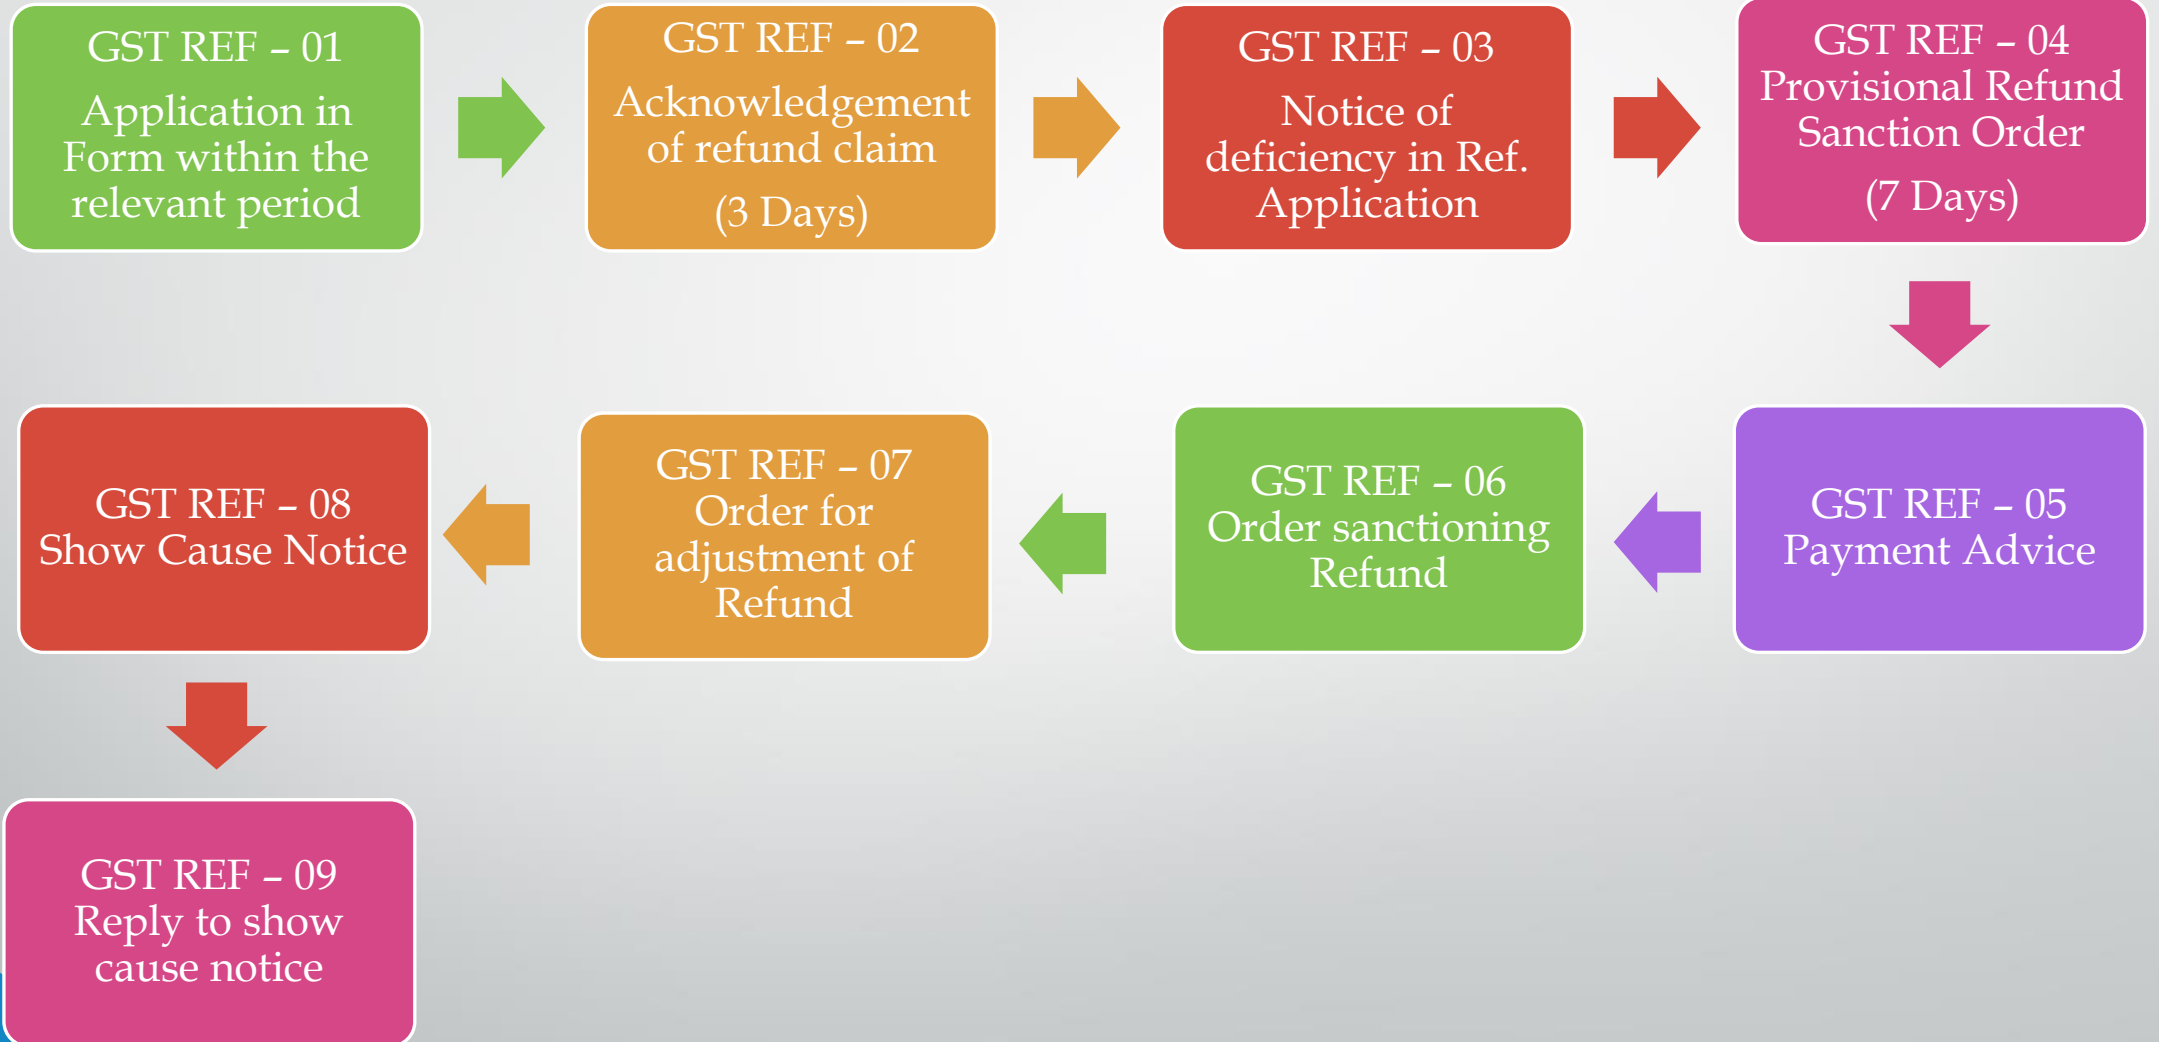 GST REF – 01
Application in
Form within the
relevant period
GST REF – 02
Acknowledgement
of refund claim
(3 Days)
GST REF – 03
Notice of
deficiency in Ref.
Application
GST REF – 04
Provisional Refund
Sanction Order
(7 Days)
GST REF – 05
Payment Advice
GST REF – 06
Order sanctioning
Refund
GST REF – 07
Order for
adjustment of
Refund
GST REF – 08
Show Cause Notice
GST REF – 09
Reply to show
cause notice